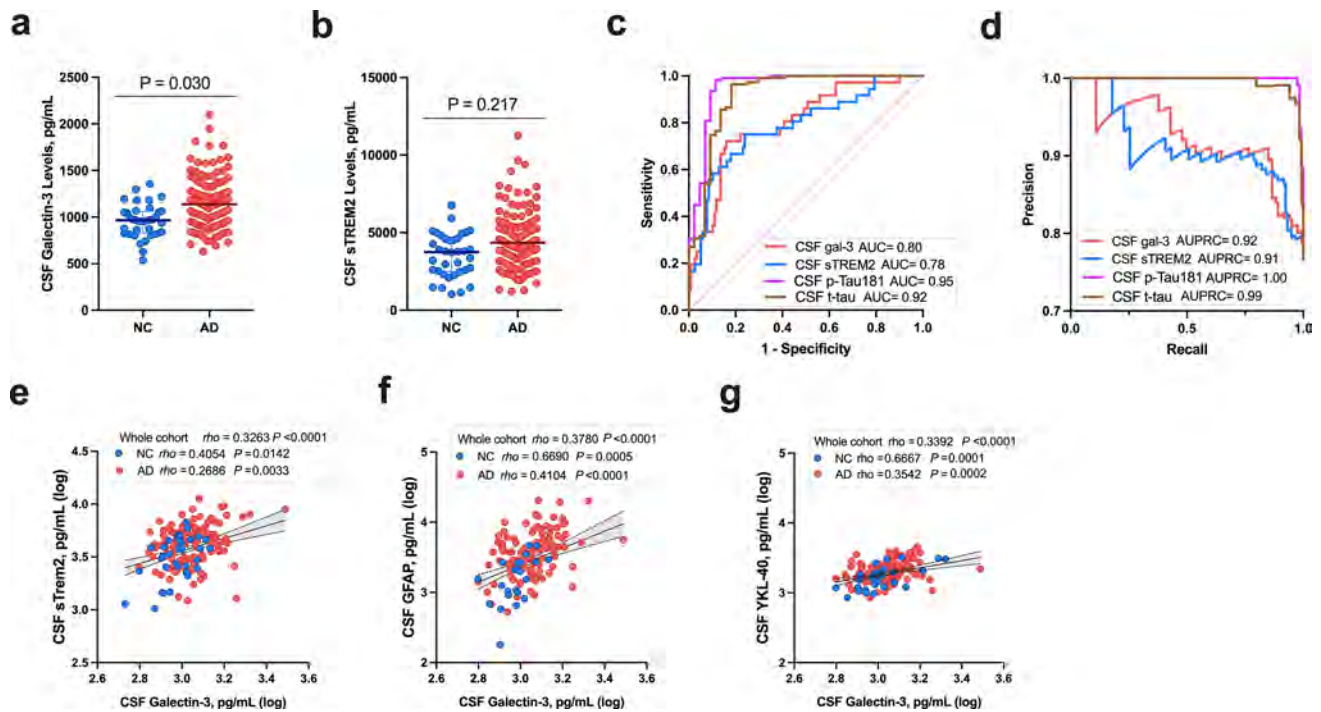 a
CSF Galectin-3 Levels, pg/mL
2500
2000
1500
1000
500
0
P = 0.030
NC AD
b
CSF sTREM2 Levels, pg/mL
15000
10000
5000
0
P = 0.217
NC AD
c
Sensitivity
1.0
0.8
0.6
0.4
0.2
0.0
CSF gal-3 AUC= 0.80
CSF sTREM2 AUC= 0.78
CSF p-Tau181 AUC= 0.95
CSF t-tau AUC= 0.92
0.0 0.2 0.4 0.6 0.8 1.0
1 - Specificity
d
Precision
1.0
0.9
0.8
0.7
CSF gal-3 AUPRC= 0.92
CSF sTREM2 AUPRC= 0.91
CSF p-Tau181 AUPRC= 1.00
CSF t-tau AUPRC= 0.99
0.0 0.5 1.0
Recall
e
Whole cohort rho = 0.3263 P <0.0001
NC rho = 0.4054 P = 0.0142
AD rho = 0.2686 P = 0.0033
CSF sTrem2, pg/mL (log)
4.5
4.0
3.5
3.0
2.5
2.6 2.8 3.0 3.2 3.4 3.6
CSF Galectin-3, pg/mL (log)
f
Whole cohort rho = 0.3780 P <0.0001
NC rho = 0.6690 P = 0.0005
AD rho = 0.4104 P <0.0001
CSF GFAP, pg/mL (log)
5
4
3
2
2.6 2.8 3.0 3.2 3.4 3.6
CSF Galectin-3, pg/mL (log)
g
Whole cohort rho = 0.3392 P <0.0001
NC rho = 0.6667 P = 0.0001
AD rho = 0.3542 P = 0.0002
CSF YKL-40, pg/mL (log)
5
4
3
2
2.6 2.8 3.0 3.2 3.4 3.6
CSF Galectin-3, pg/mL (log)